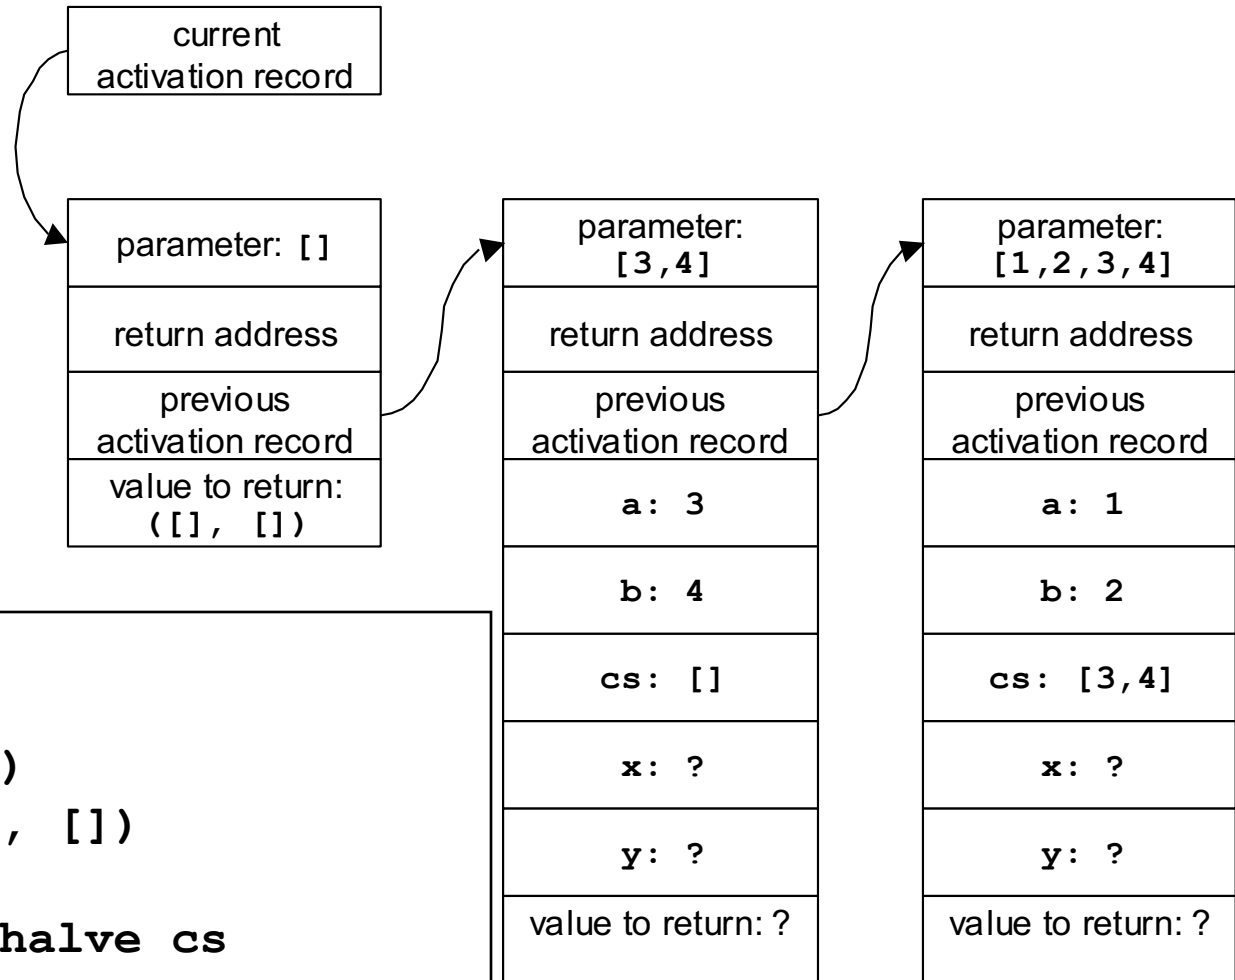 current
activation record
parameter: []
return address
previous
activation record
value to return:
([], [])
parameter:
[3,4]
return address
previous
activation record
a: 3
b: 4
cs: []
x: ?
y: ?
value to return: ?
parameter:
[1,2,3,4]
return address
previous
activation record
a: 1
b: 2
cs: [3,4]
x: ?
y: ?
value to return: ?
)
, [])
halve cs